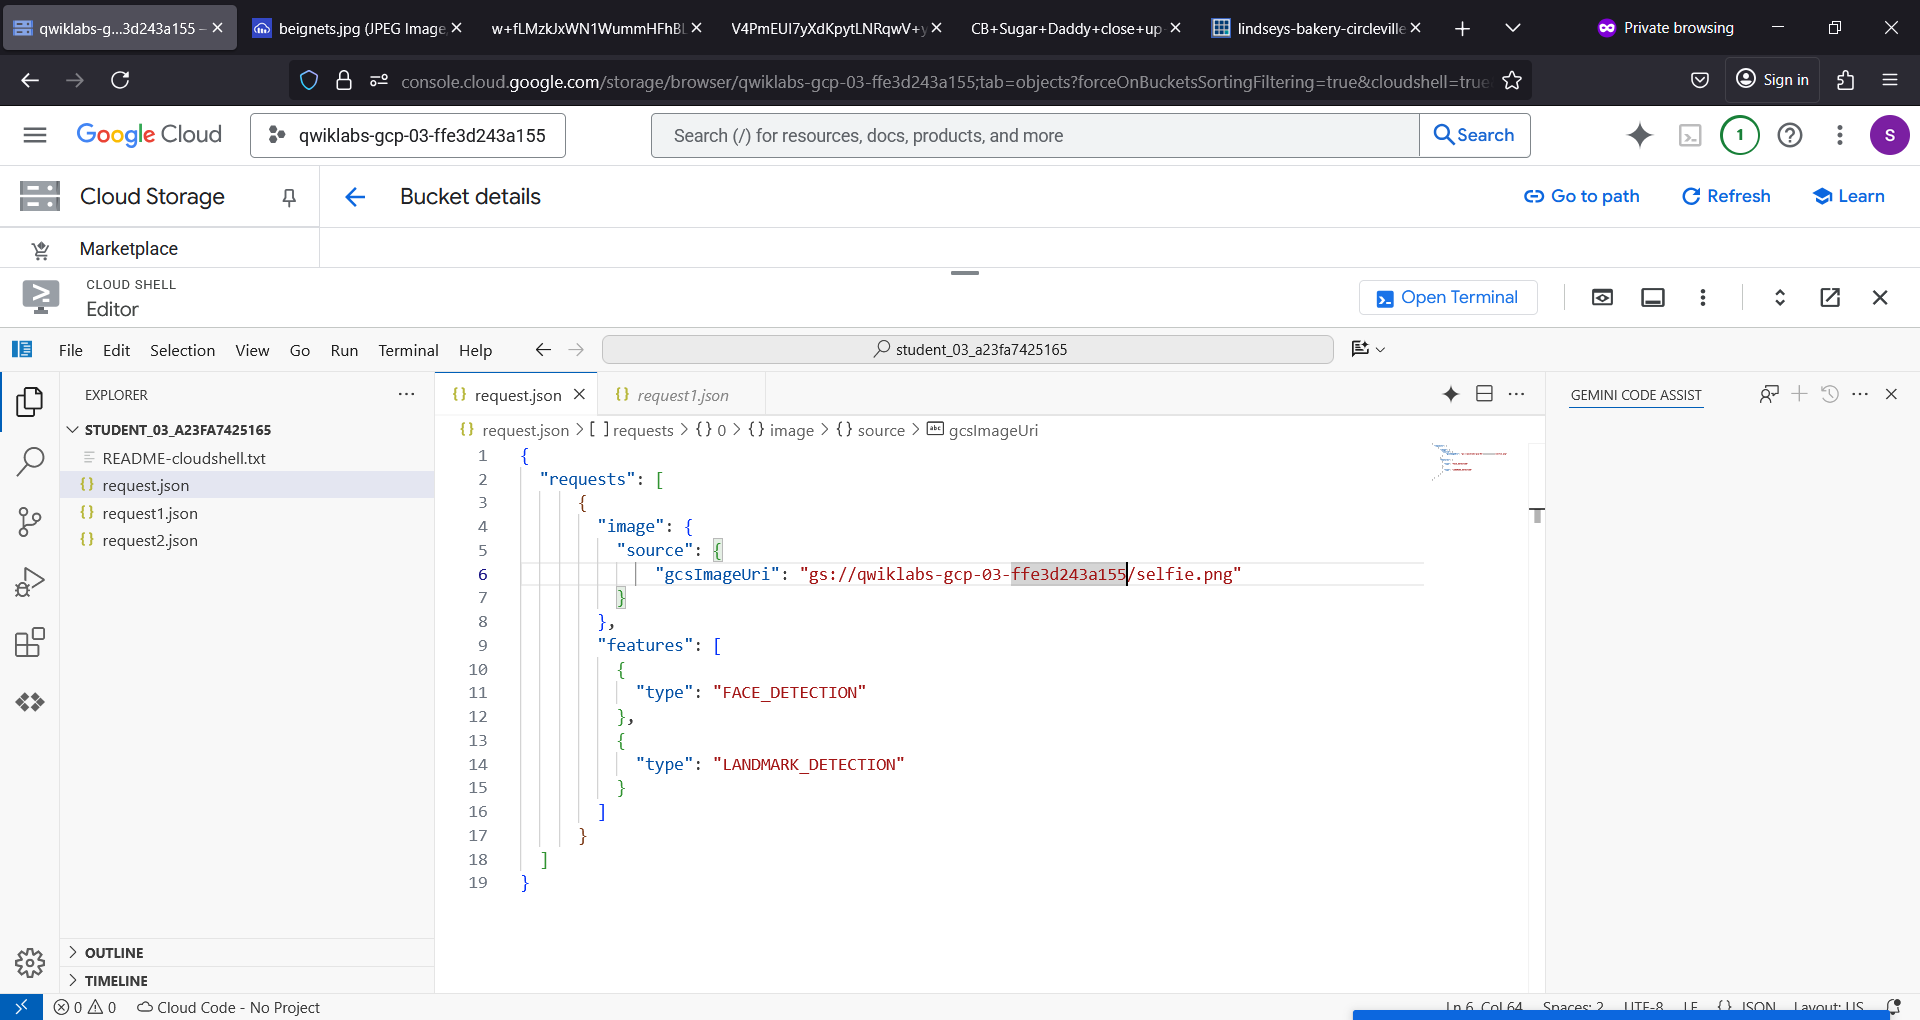 qwiklabs-g...3d243a155 –
beignets.jpg (JPEG Image,
w+fLMzkJxWN1WummHFhBL
V4PmEUI7yXdKpytLNRqwV+y
CB+Sugar+Daddy+close+up-
lindseys-bakery-circleville
Private browsing
console.cloud.google.com/storage/browser/qwiklabs-gcp-03-ffe3d243a155;tab=objects?forceOnBucketsSortingFiltering=true&cloudshell=true
Sign in
Google Cloud
qwiklabs-gcp-03-ffe3d243a155
Search (/) for resources, docs, products, and more
Search
1
S
Cloud Storage
Bucket details
Go to path
Refresh
Learn
Marketplace
CLOUD SHELL
Editor
Open Terminal
File Edit Selection View Go Run Terminal Help
student_03_a23fa7425165
EXPLORER
request.json
request1.json
GEMINI CODE ASSIST
STUDENT_03_A23FA7425165
README-cloudshell.txt
request.json
request1.json
request2.json
request.json > [ ] requests > {} 0 > {} image > {} source > gcsImageUri
1 {
2 "requests": [
3 {
4 "image": {
5 "source": {
6 "gcsImageUri": "gs://qwiklabs-gcp-03-ffe3d243a155/selfie.png"
7 }
8 },
9 "features": [
10 {
11 "type": "FACE_DETECTION"
12 },
13 {
14 "type": "LANDMARK_DETECTION"
15 }
16 ]
17 }
18 ]
19 }
OUTLINE
TIMELINE
0 0
Cloud Code - No Project
Ln 6, Col 64
Spaces: 2
UTF-8
LF
{} JSON
Layout: US